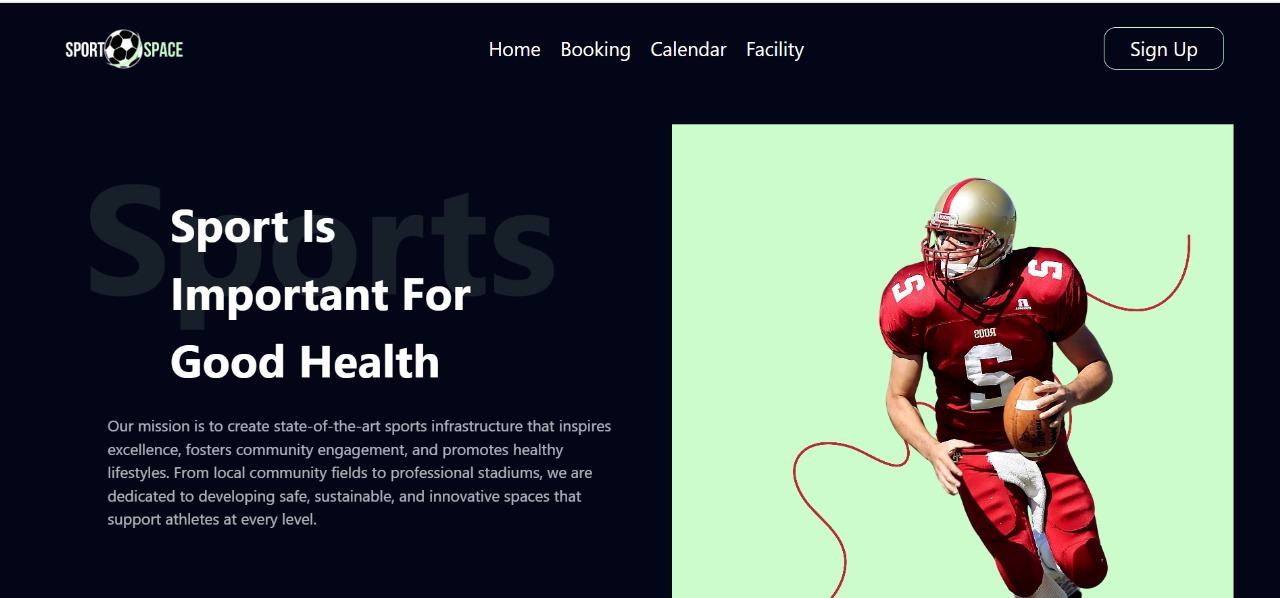 SPORT SPACE
Home Booking Calendar Facility
Sign Up
Sports
Sport Is
Important For
Good Health
Our mission is to create state-of-the-art sports infrastructure that inspires
excellence, fosters community engagement, and promotes healthy
lifestyles. From local community fields to professional stadiums, we are
dedicated to developing safe, sustainable, and innovative spaces that
support athletes at every level.
5
5
5